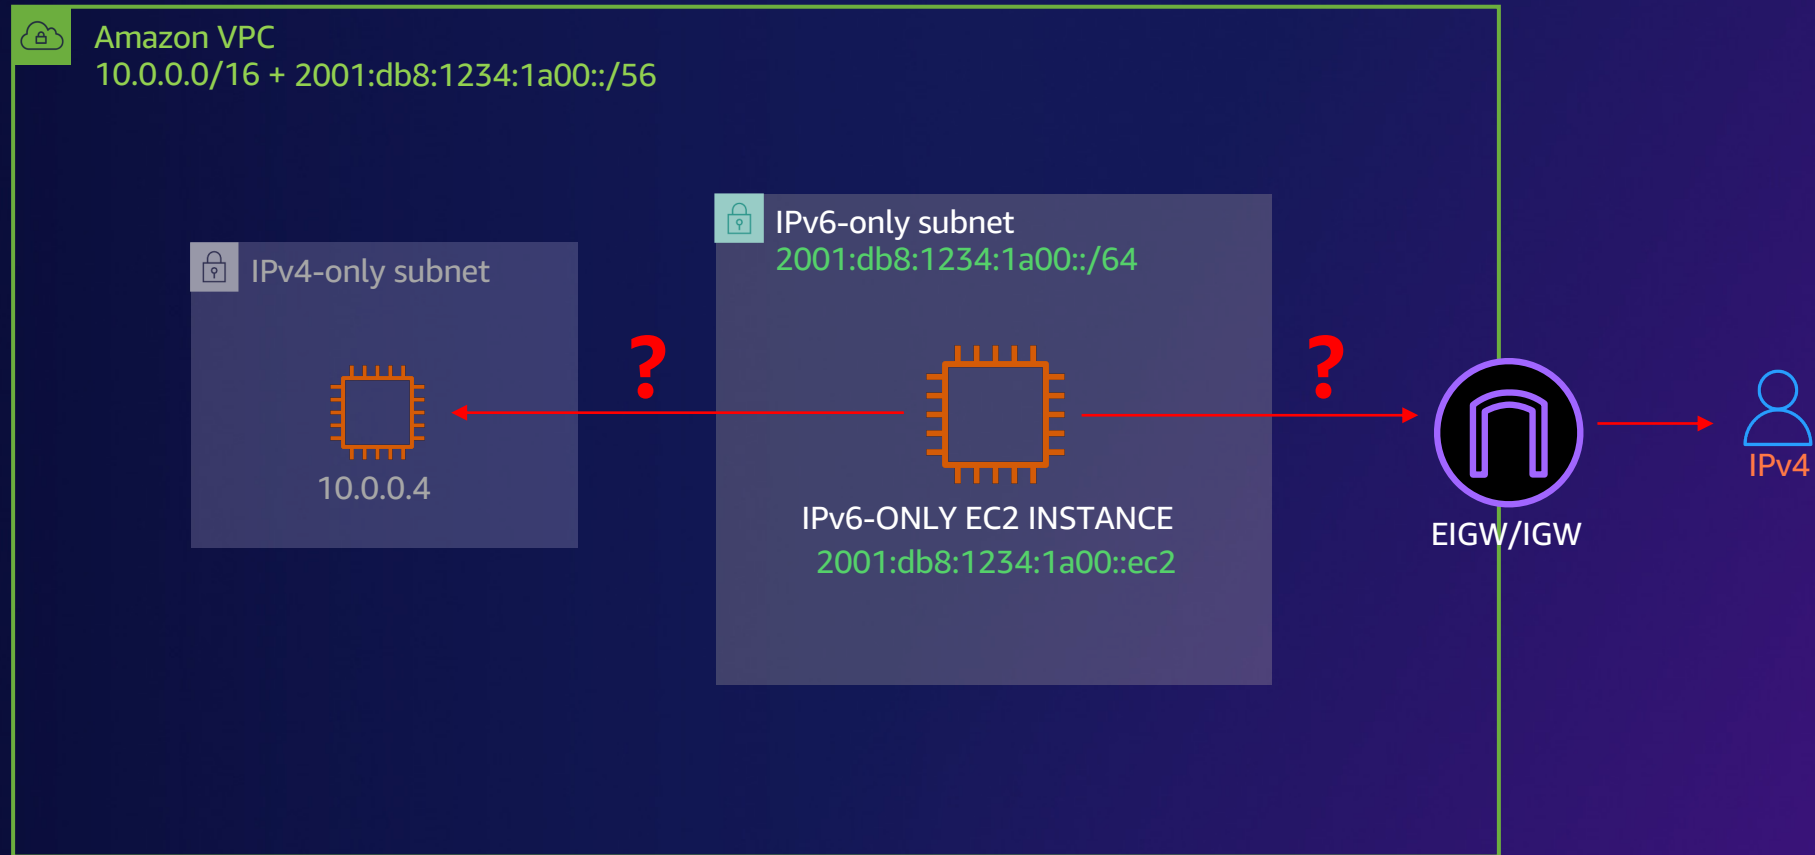 Amazon VPC
10.0.0.0/16 + 2001:db8:1234:1a00::/56
IPv4-only subnet
10.0.0.4
?
IPv6-only subnet
2001:db8:1234:1a00::/64
IPv6-ONLY EC2 INSTANCE
2001:db8:1234:1a00::ec2
?
EIGW/IGW
IPv4